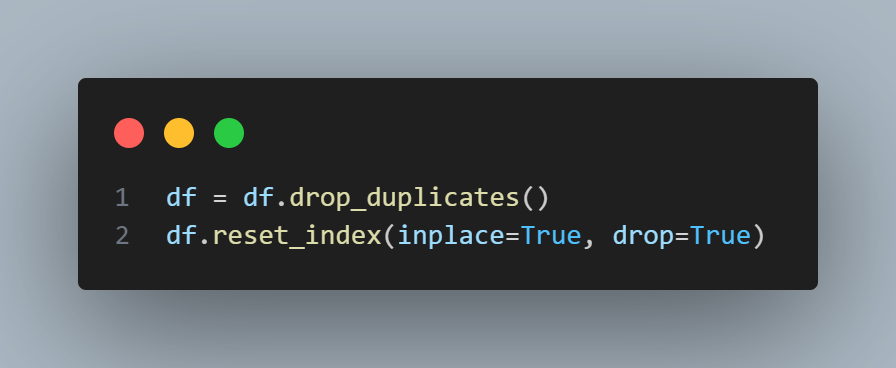 1 df = df.drop_duplicates()
2 df.reset_index(inplace=True, drop=True)